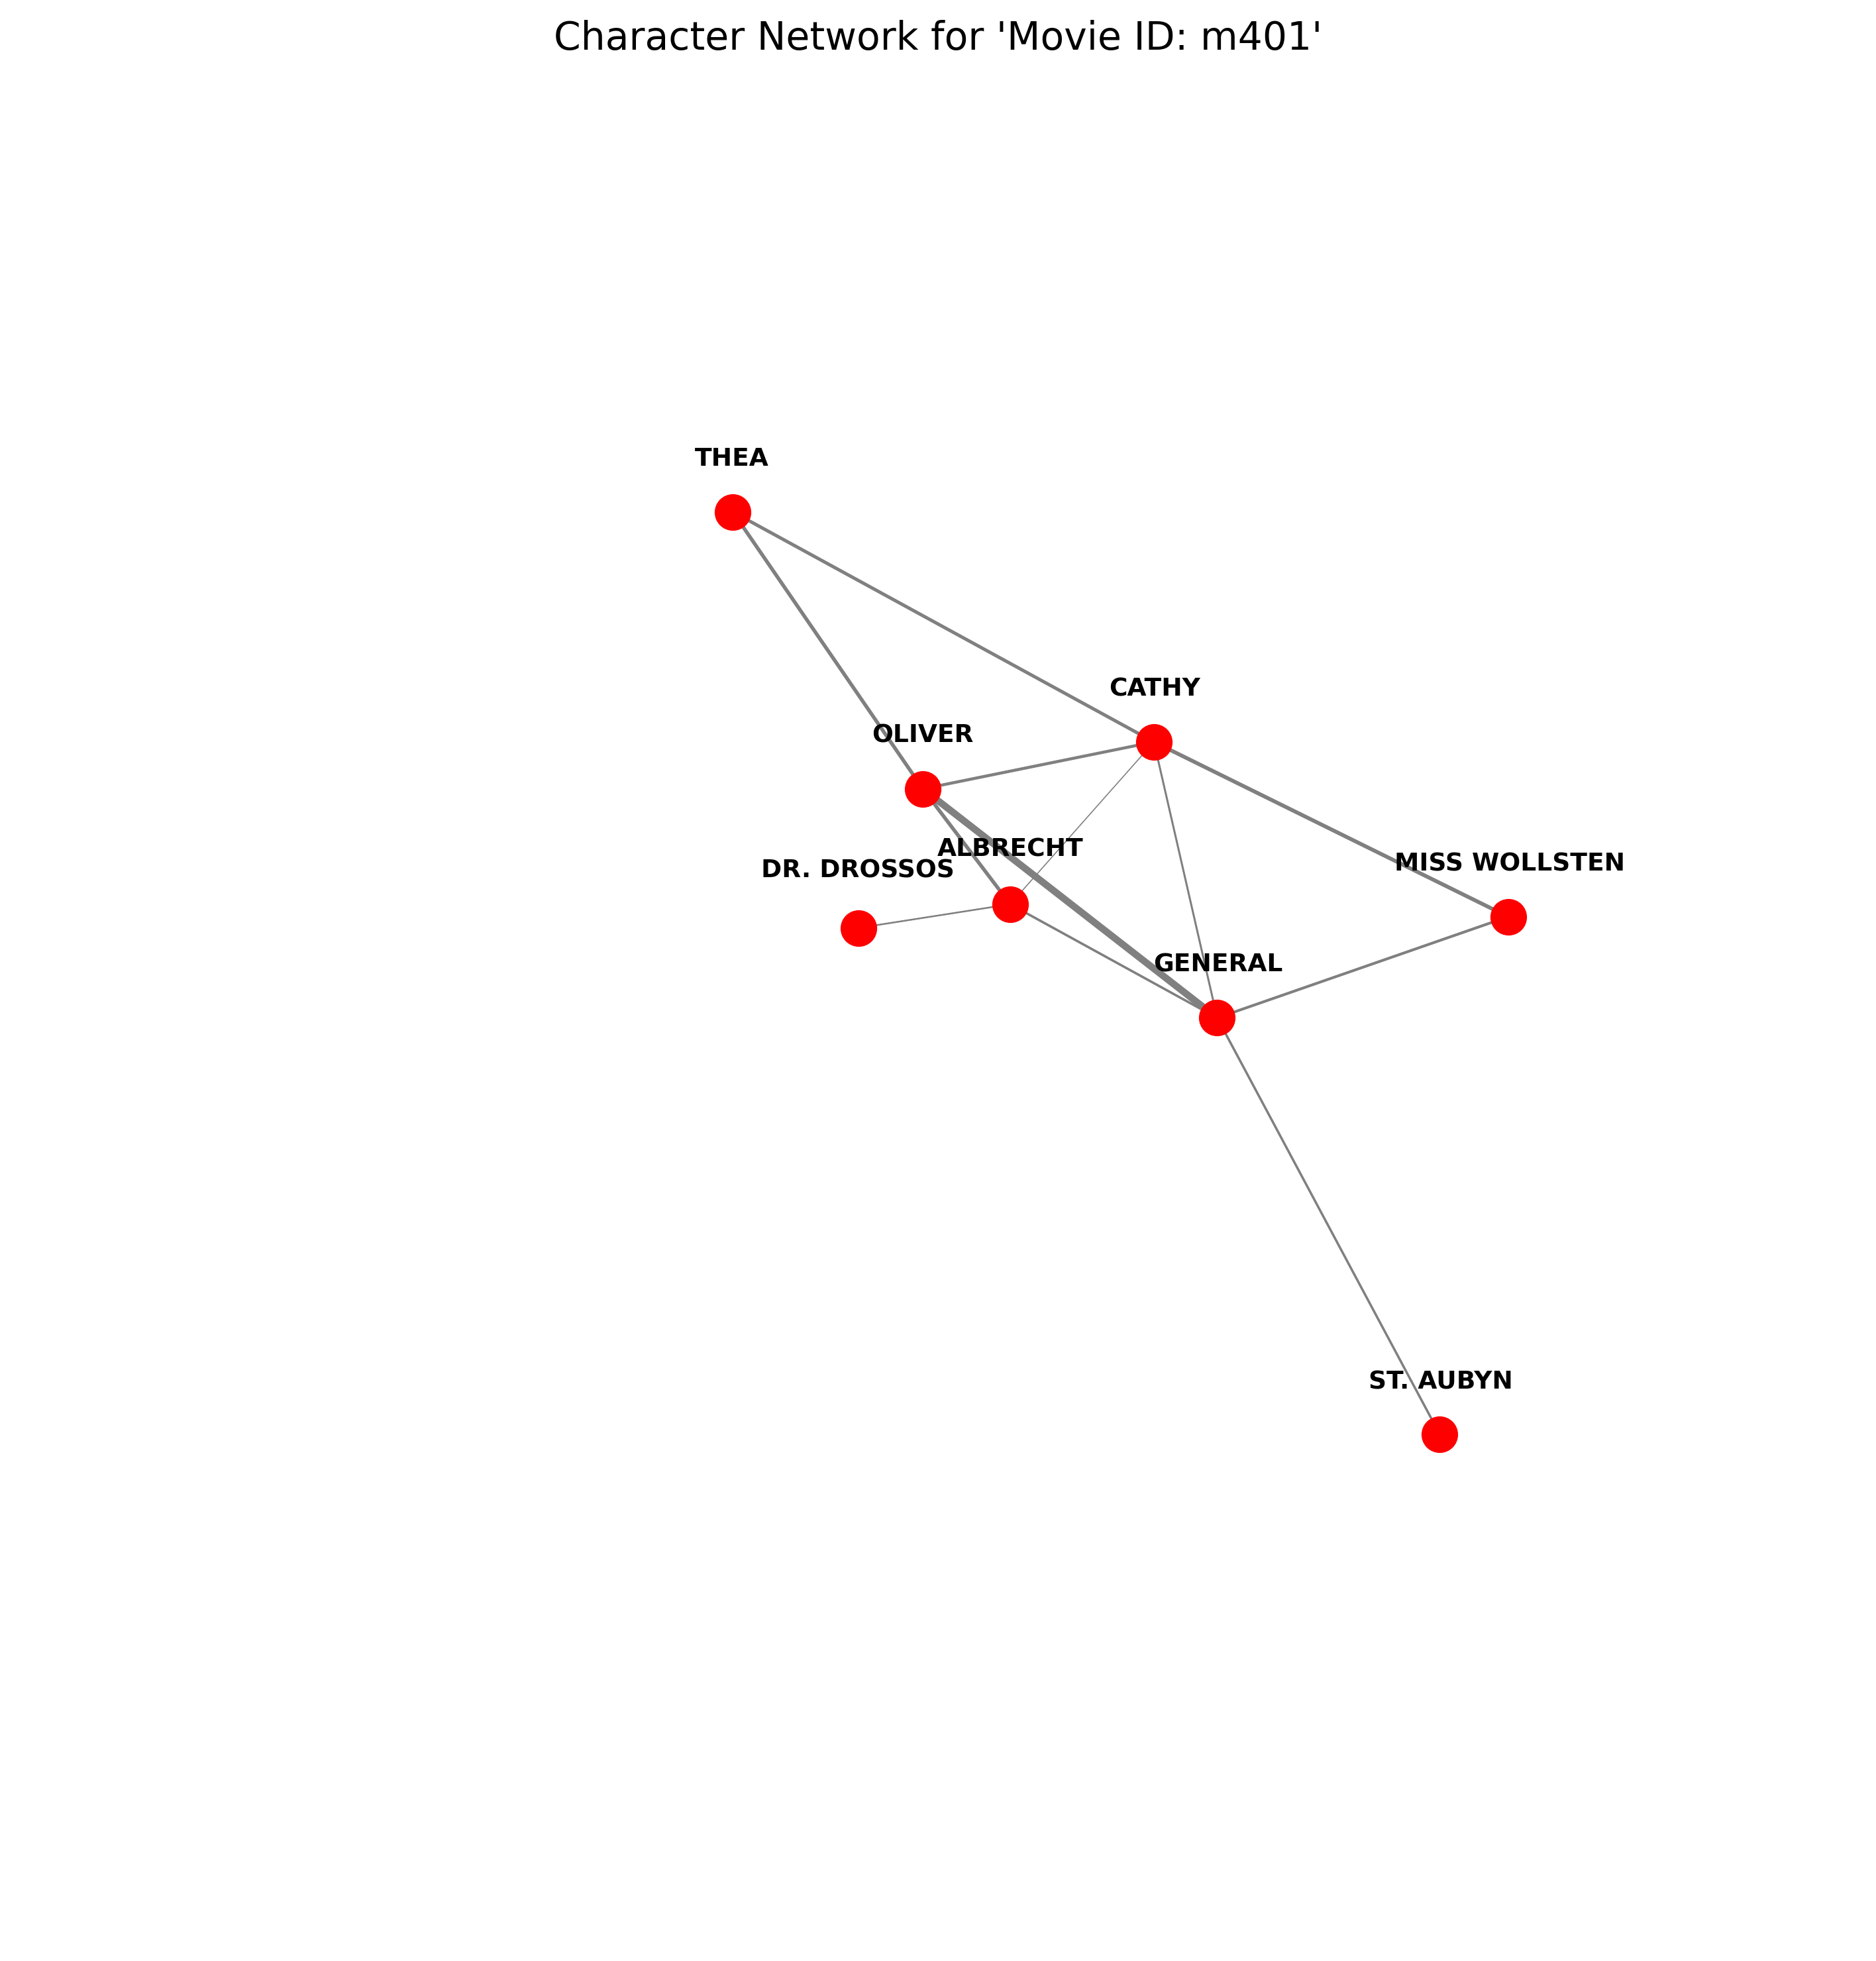 Character Network for 'Movie ID: m401'
THEA
CATHY
OLIVER
ALBRECHT
MISS WOLLSTEN
DR. DROSSOS
GENERAL
ST. AUBYN